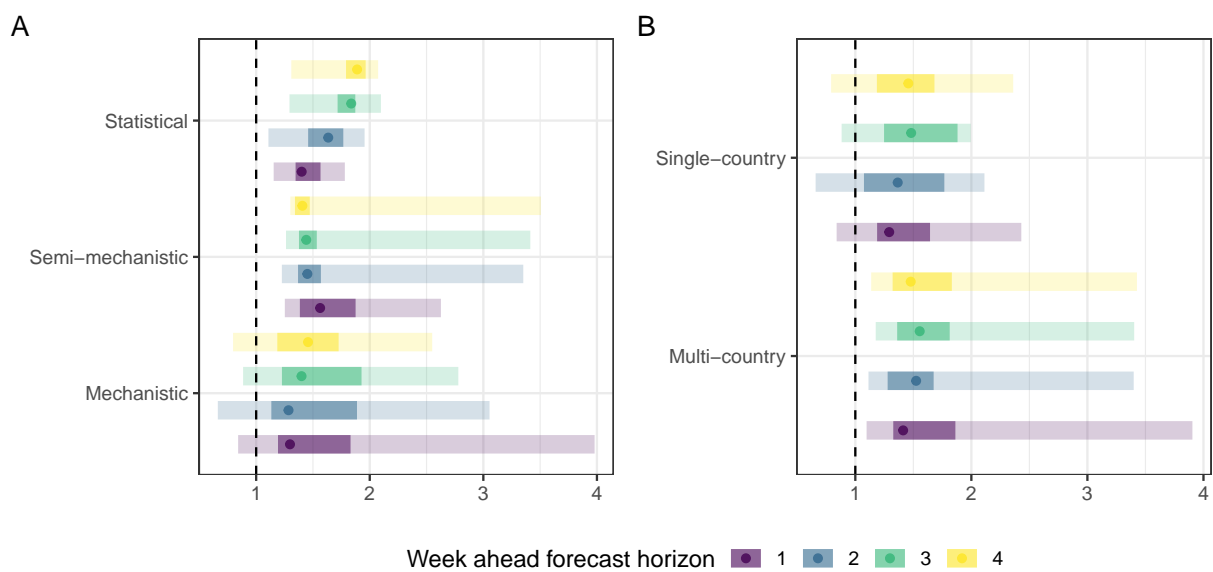 A
B
Statistical
Semi−mechanistic
Mechanistic
1 2 3 4
Single−country
Multi−country
1 2 3 4
Week ahead forecast horizon 1 2 3 4